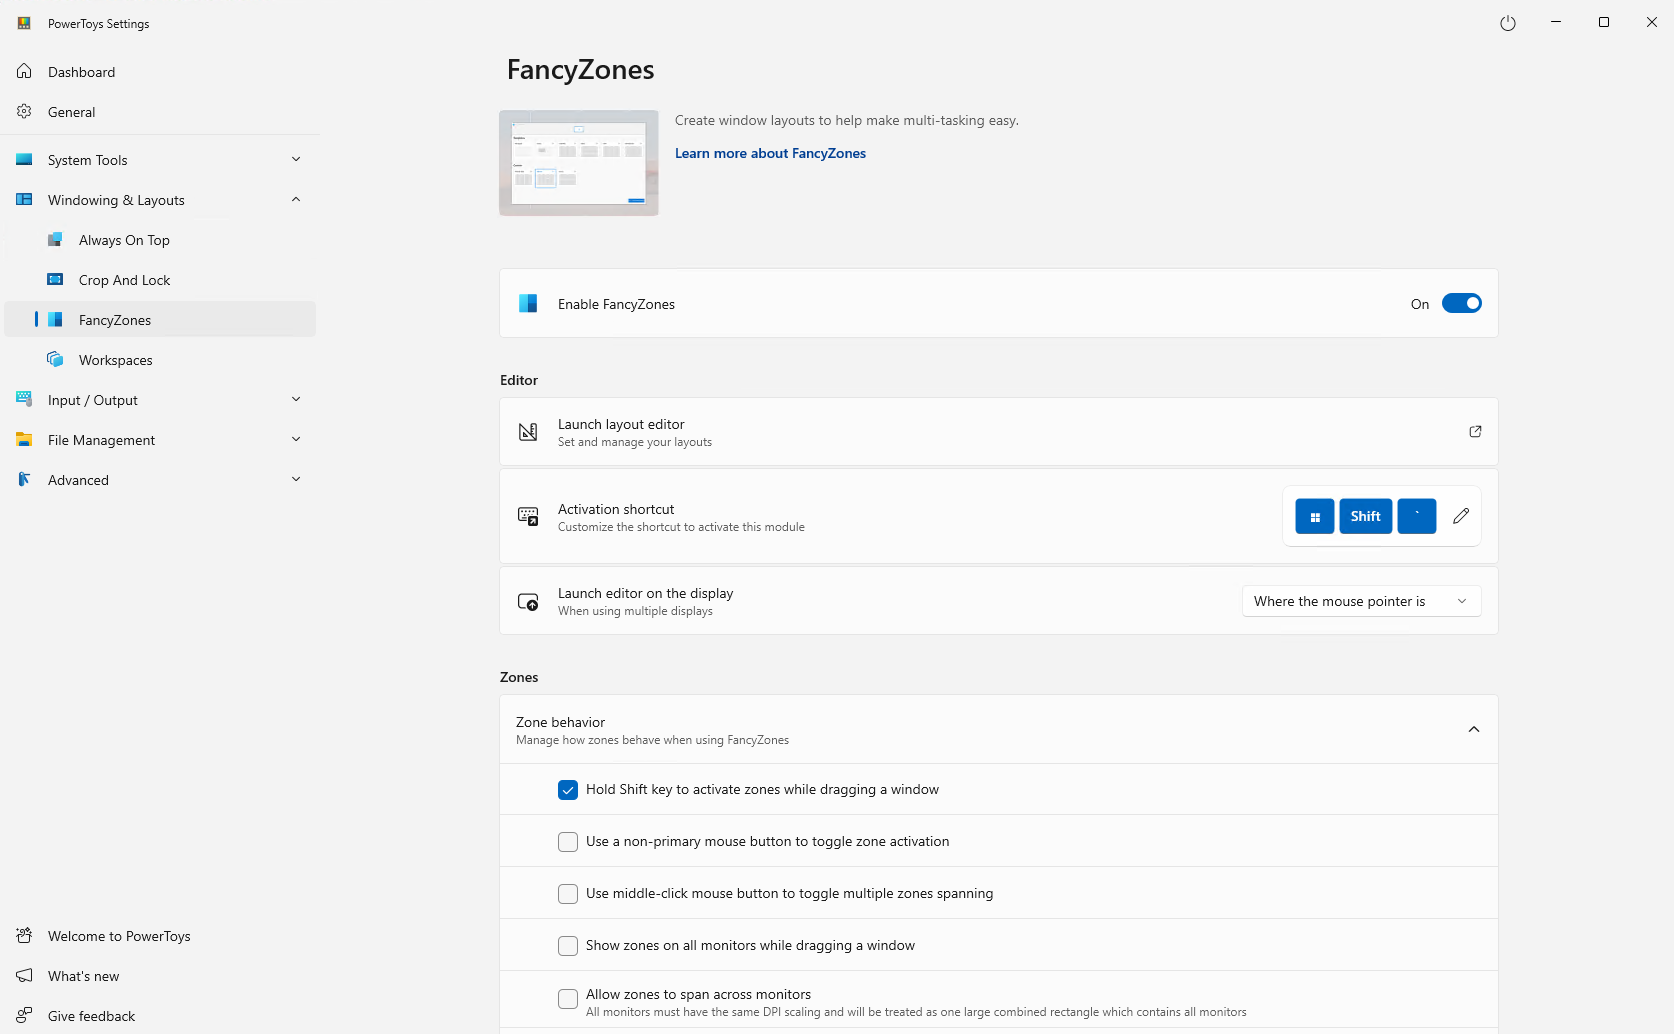 PowerToys Settings
Dashboard
General
System Tools
Windowing & Layouts
Always On Top
Crop And Lock
FancyZones
Workspaces
Input / Output
File Management
Advanced
Welcome to PowerToys
What's new
Give feedback
FancyZones
Create window layouts to help make multi-tasking easy.
Learn more about FancyZones
Enable FancyZones
On
Editor
Launch layout editor
Set and manage your layouts
Activation shortcut
Customize the shortcut to activate this module
Shift `
Launch editor on the display
When using multiple displays
Where the mouse pointer is
Zones
Zone behavior
Manage how zones behave when using FancyZones
Hold Shift key to activate zones while dragging a window
Use a non-primary mouse button to toggle zone activation
Use middle-click mouse button to toggle multiple zones spanning
Show zones on all monitors while dragging a window
Allow zones to span across monitors
All monitors must have the same DPI scaling and will be treated as one large combined rectangle which contains all monitors